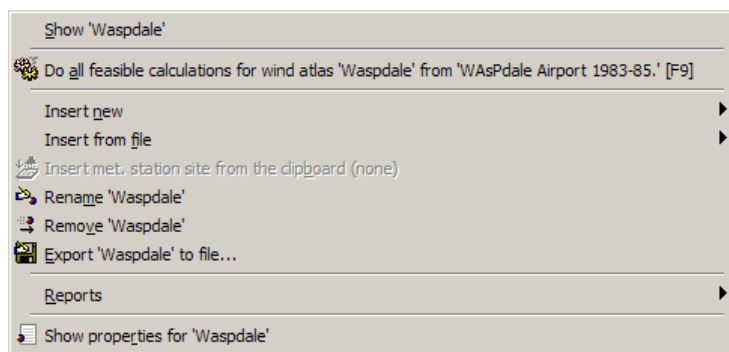 Show 'Waspdale'
Do all feasible calculations for wind atlas 'Waspdale' from 'WAsPdale Airport 1983-85.' [F9]
Insert new
Insert from file
Insert met. station site from the clipboard (none)
Rename 'Waspdale'
Remove 'Waspdale'
Export 'Waspdale' to file...
Reports
Show properties for 'Waspdale'